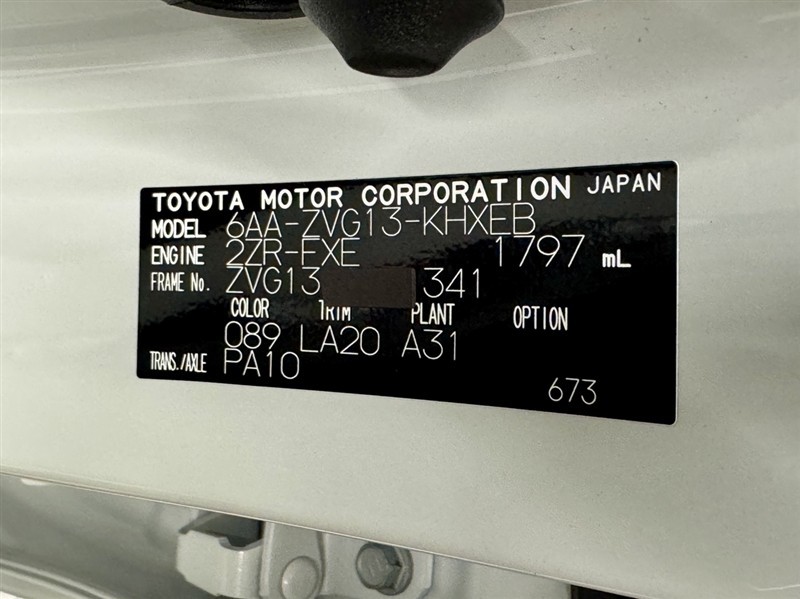 TOYOTA MOTOR CORPORATION JAPAN
MODEL 6AA-ZVG13-KHXEB
ENGINE 2ZR-FXE 1797 mL
FRAME No. ZVG13 341
COLOR TRIM PLANT OPTION
089 LA20 A31
TRANS./AXLE PA10
673